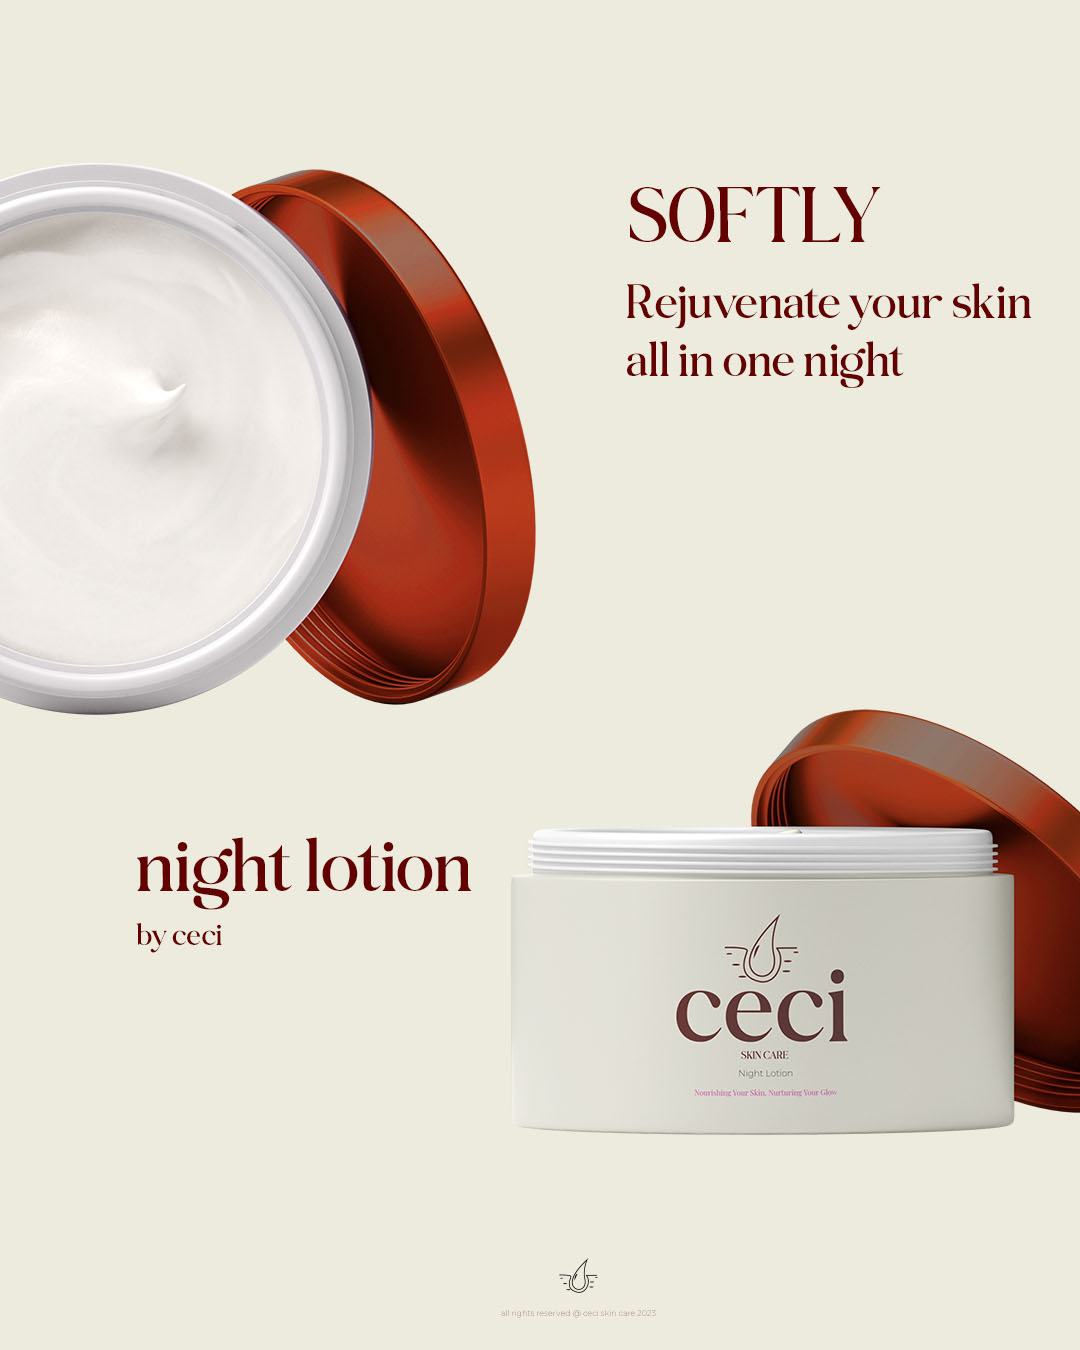 SOFTLY
Rejuvenate your skin
all in one night
night lotion
by ceci
ceci
SKIN CARE
Night Lotion
Nourishing Your Skin, Nurturing Your Glow
all rights reserved @ ceci skin care 2023